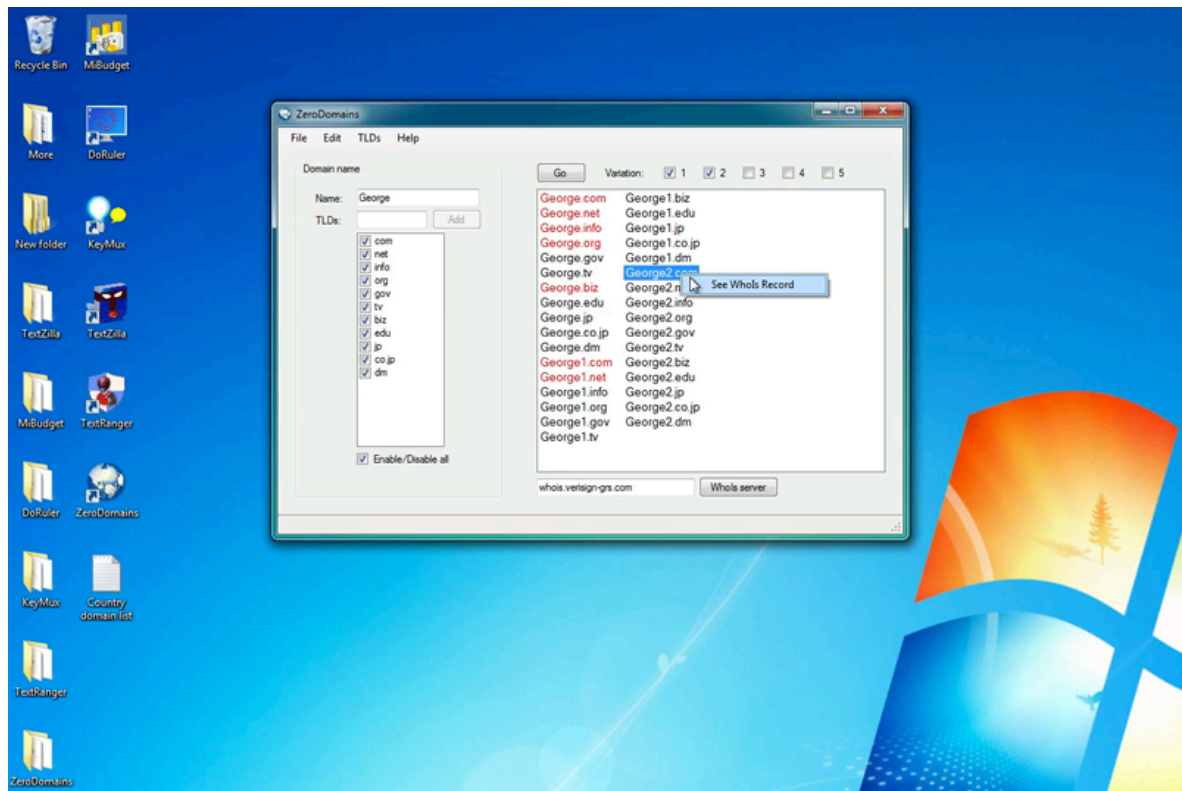 Recycle Bin
MiBudget
More
DoRuler
New folder
KeyMux
TextZilla
TextZilla
MiBudget
TextRanger
DoRuler
ZeroDomains
KeyMux
Country
domain list
TextRanger
ZeroDomains
ZeroDomains
File Edit TLDs Help
Domain name
Name: George
TLDs: Add
com
net
info
org
gov
tv
biz
edu
jp
co.jp
dm
Enable/Disable all
Go Variation: 1 2 3 4 5
George.com
George.net
George.info
George.org
George.gov
George.tv
George.biz
George.edu
George.jp
George.co.jp
George.dm
George1.com
George1.net
George1.info
George1.org
George1.gov
George1.tv
George1.biz
George1.edu
George1.jp
George1.co.jp
George1.dm
George2.com
See WhoIs Record
George2.n
George2.info
George2.org
George2.gov
George2.tv
George2.biz
George2.edu
George2.jp
George2.co.jp
George2.dm
whois.verisign-grs.com WhoIs server